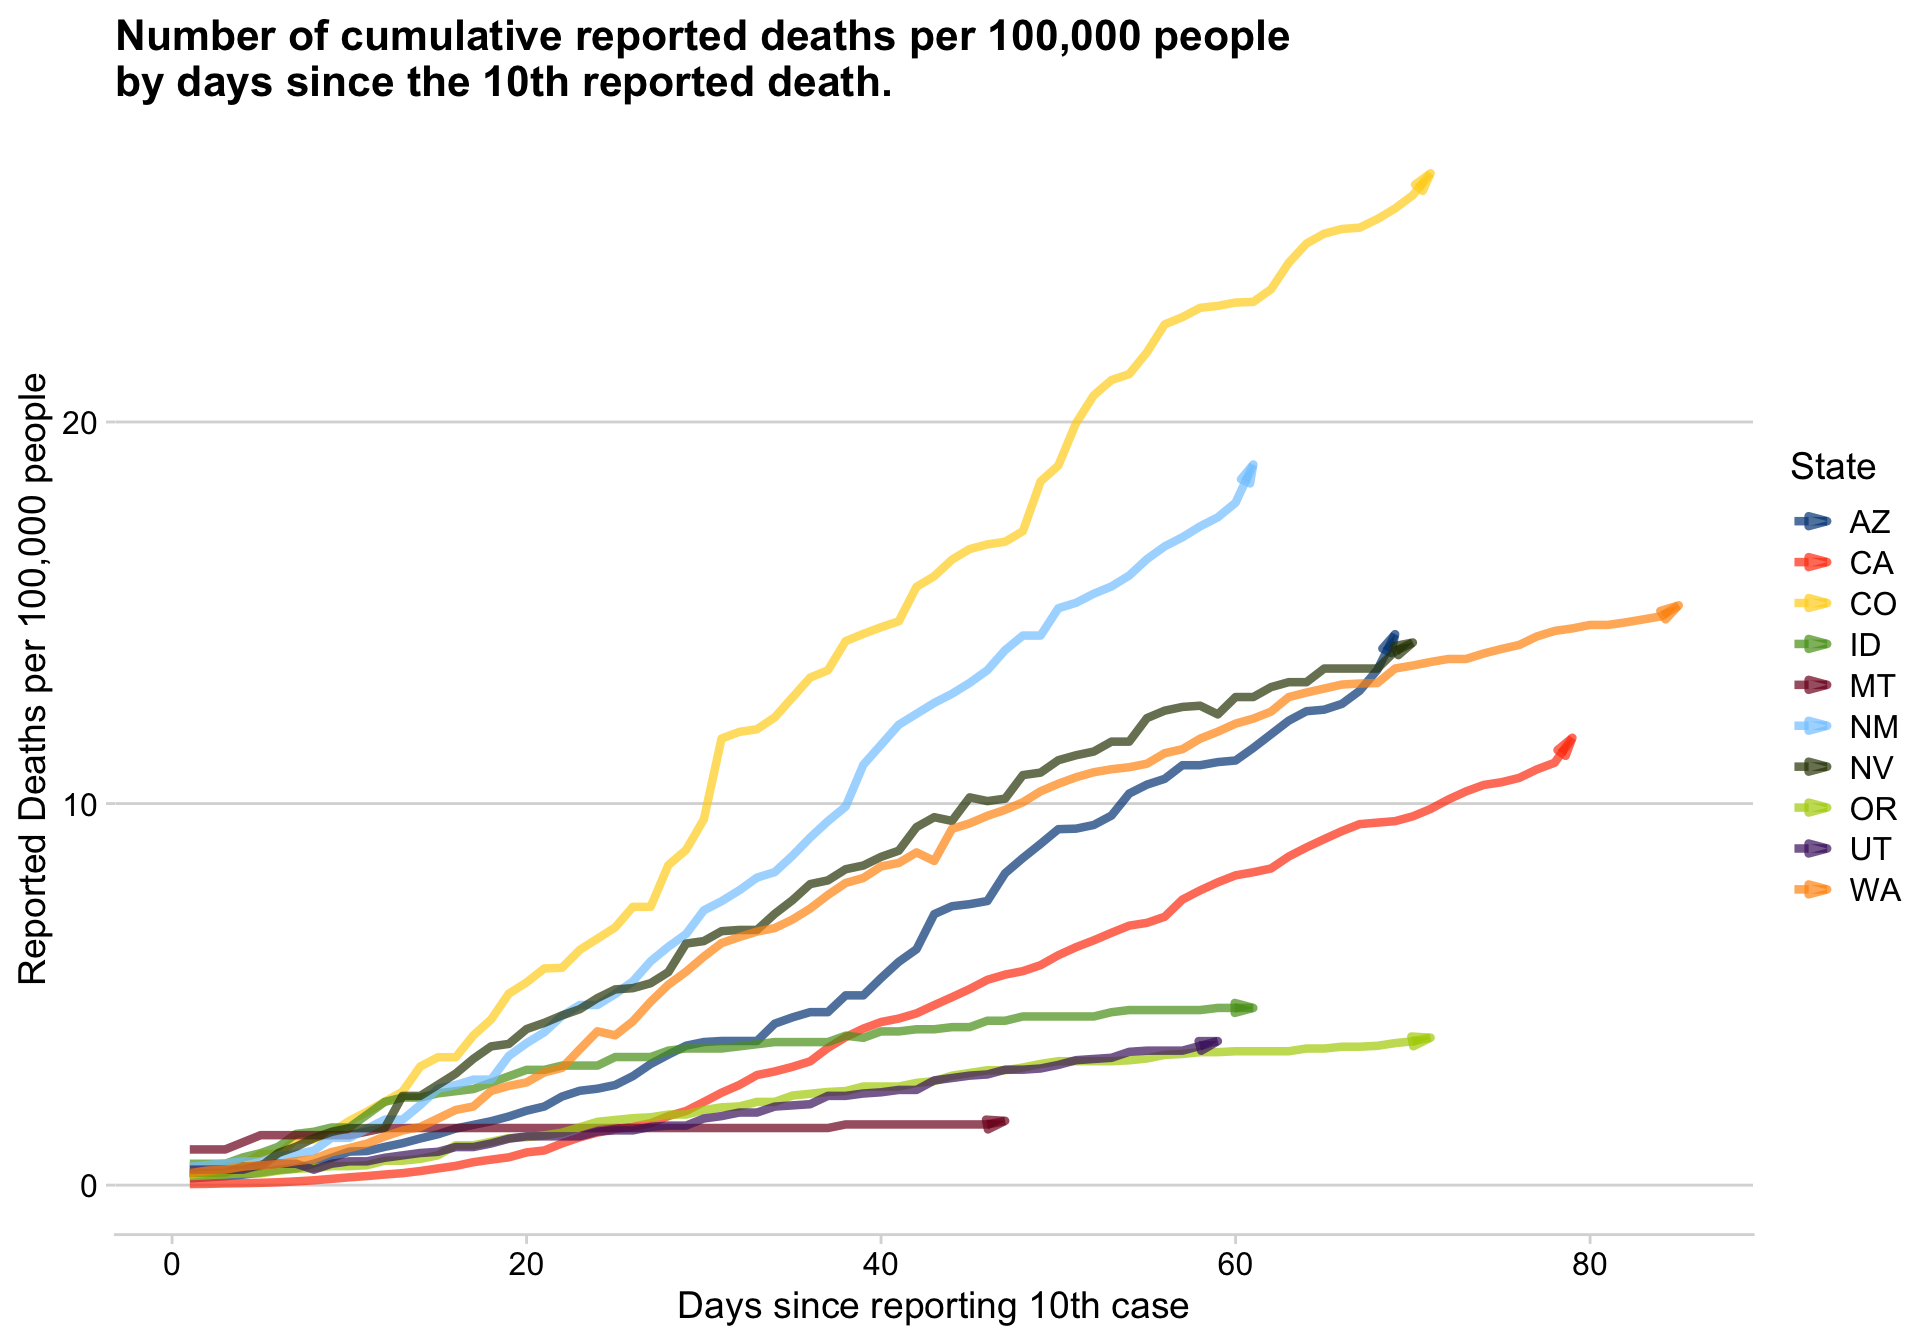 Number of cumulative reported deaths per 100,000 people
by days since the 10th reported death.
Reported Deaths per 100,000 people
20
10
0
0
20
40
60
80
Days since reporting 10th case
State
AZ
CA
CO
ID
MT
NM
NV
OR
UT
WA